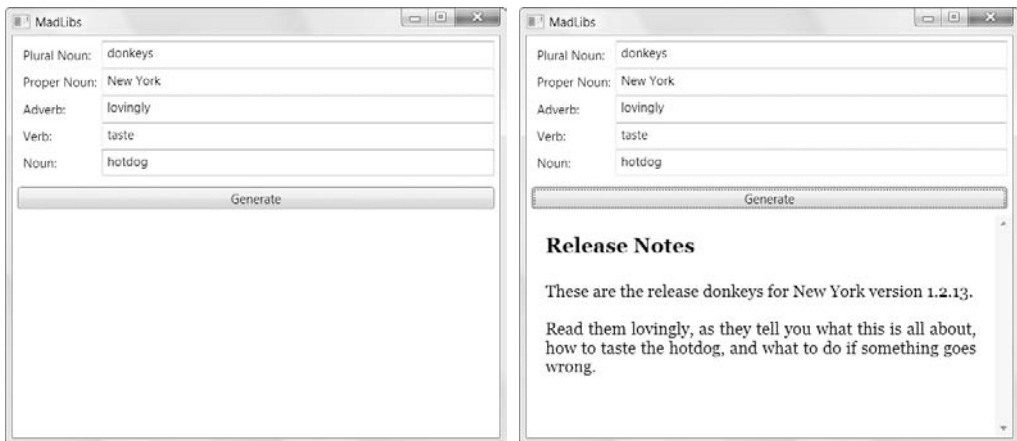 MadLibs
Plural Noun: donkeys
Proper Noun: New York
Adverb: lovingly
Verb: taste
Noun: hotdog
Generate
MadLibs
Plural Noun: donkeys
Proper Noun: New York
Adverb: lovingly
Verb: taste
Noun: hotdog
Generate
Release Notes
These are the release donkeys for New York version 1.2.13.
Read them lovingly, as they tell you what this is all about,
how to taste the hotdog, and what to do if something goes
wrong.